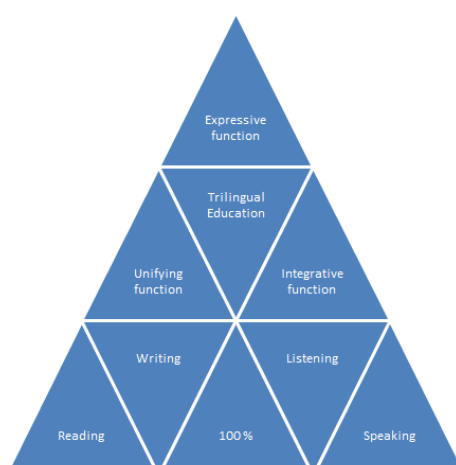 Expressive
function
Trilingual
Education
Unifying
function
Integrative
function
Writing
Listening
Reading
100 %
Speaking